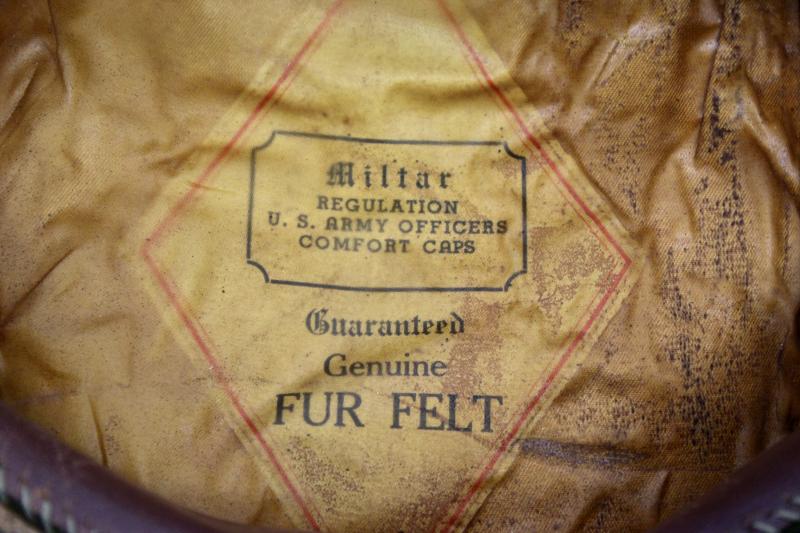 Miltar
REGULATION
U. S. ARMY OFFICERS
COMFORT CAPS
Guaranteed
Genuine
FUR FELT